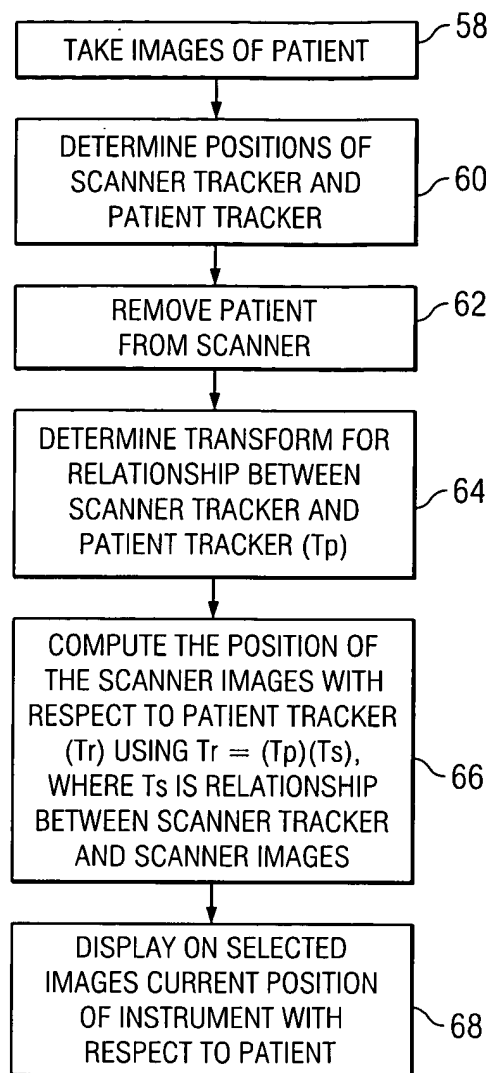 TAKE IMAGES OF PATIENT
58
DETERMINE POSITIONS OF
SCANNER TRACKER AND
PATIENT TRACKER
60
REMOVE PATIENT
FROM SCANNER
62
DETERMINE TRANSFORM FOR
RELATIONSHIP BETWEEN
SCANNER TRACKER AND
PATIENT TRACKER (Tp)
64
COMPUTE THE POSITION OF
THE SCANNER IMAGES WITH
RESPECT TO PATIENT TRACKER
(Tr) USING Tr = (Tp)(Ts),
WHERE Ts IS RELATIONSHIP
BETWEEN SCANNER TRACKER
AND SCANNER IMAGES
66
DISPLAY ON SELECTED
IMAGES CURRENT POSITION
OF INSTRUMENT WITH
RESPECT TO PATIENT
68